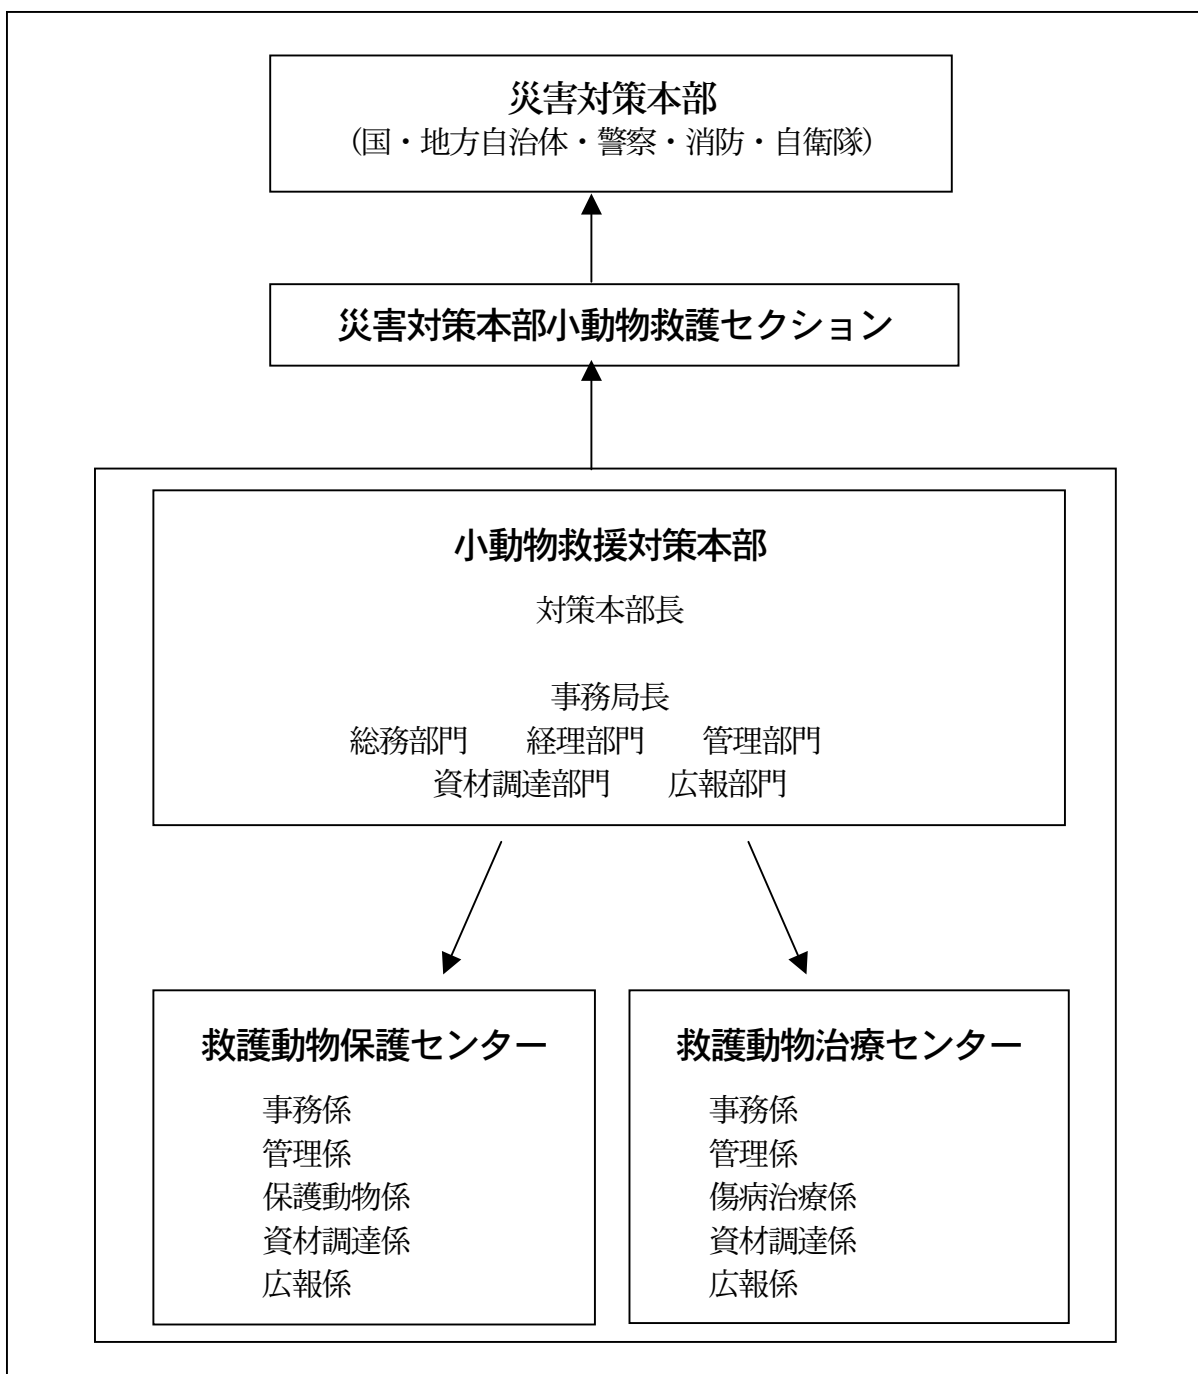 災害対策本部
（国・地方自治体・警察・消防・自衛隊）
災害対策本部小動物救護セクション
小動物救援対策本部
対策本部長
事務局長
総務部門　　経理部門　　管理部門
資材調達部門　　広報部門
救護動物保護センター
事務係
管理係
保護動物係
資材調達係
広報係
救護動物治療センター
事務係
管理係
傷病治療係
資材調達係
広報係